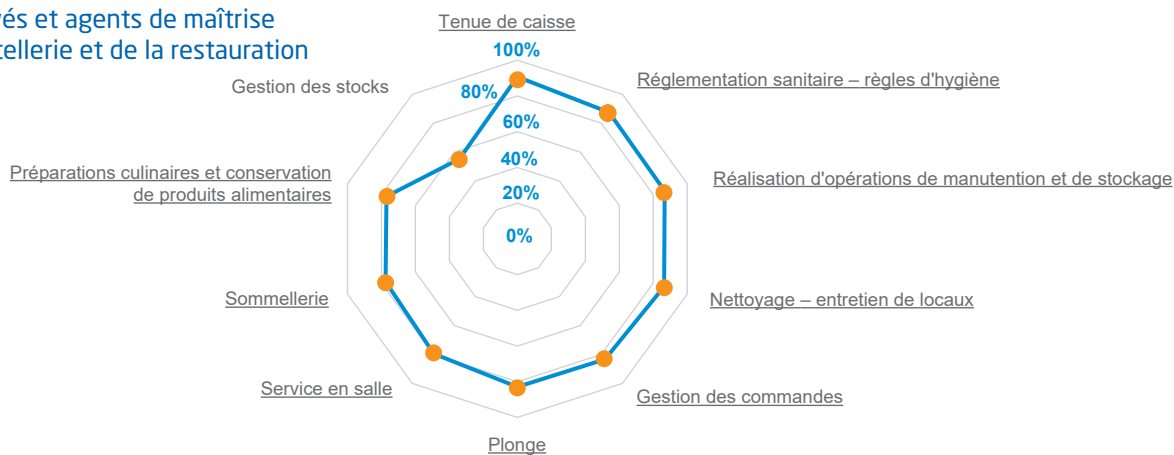 et agents de maîtrise
et de la restauration
Tenue de caisse
100%
80%
60%
40%
20%
0%
Réglementation sanitaire – règles d'hygiène
Réalisation d'opérations de manutention et de stockage
Nettoyage – entretien de locaux
Gestion des commandes
Plonge
Service en salle
Sommellerie
Préparations culinaires et conservation
de produits alimentaires
Gestion des stocks